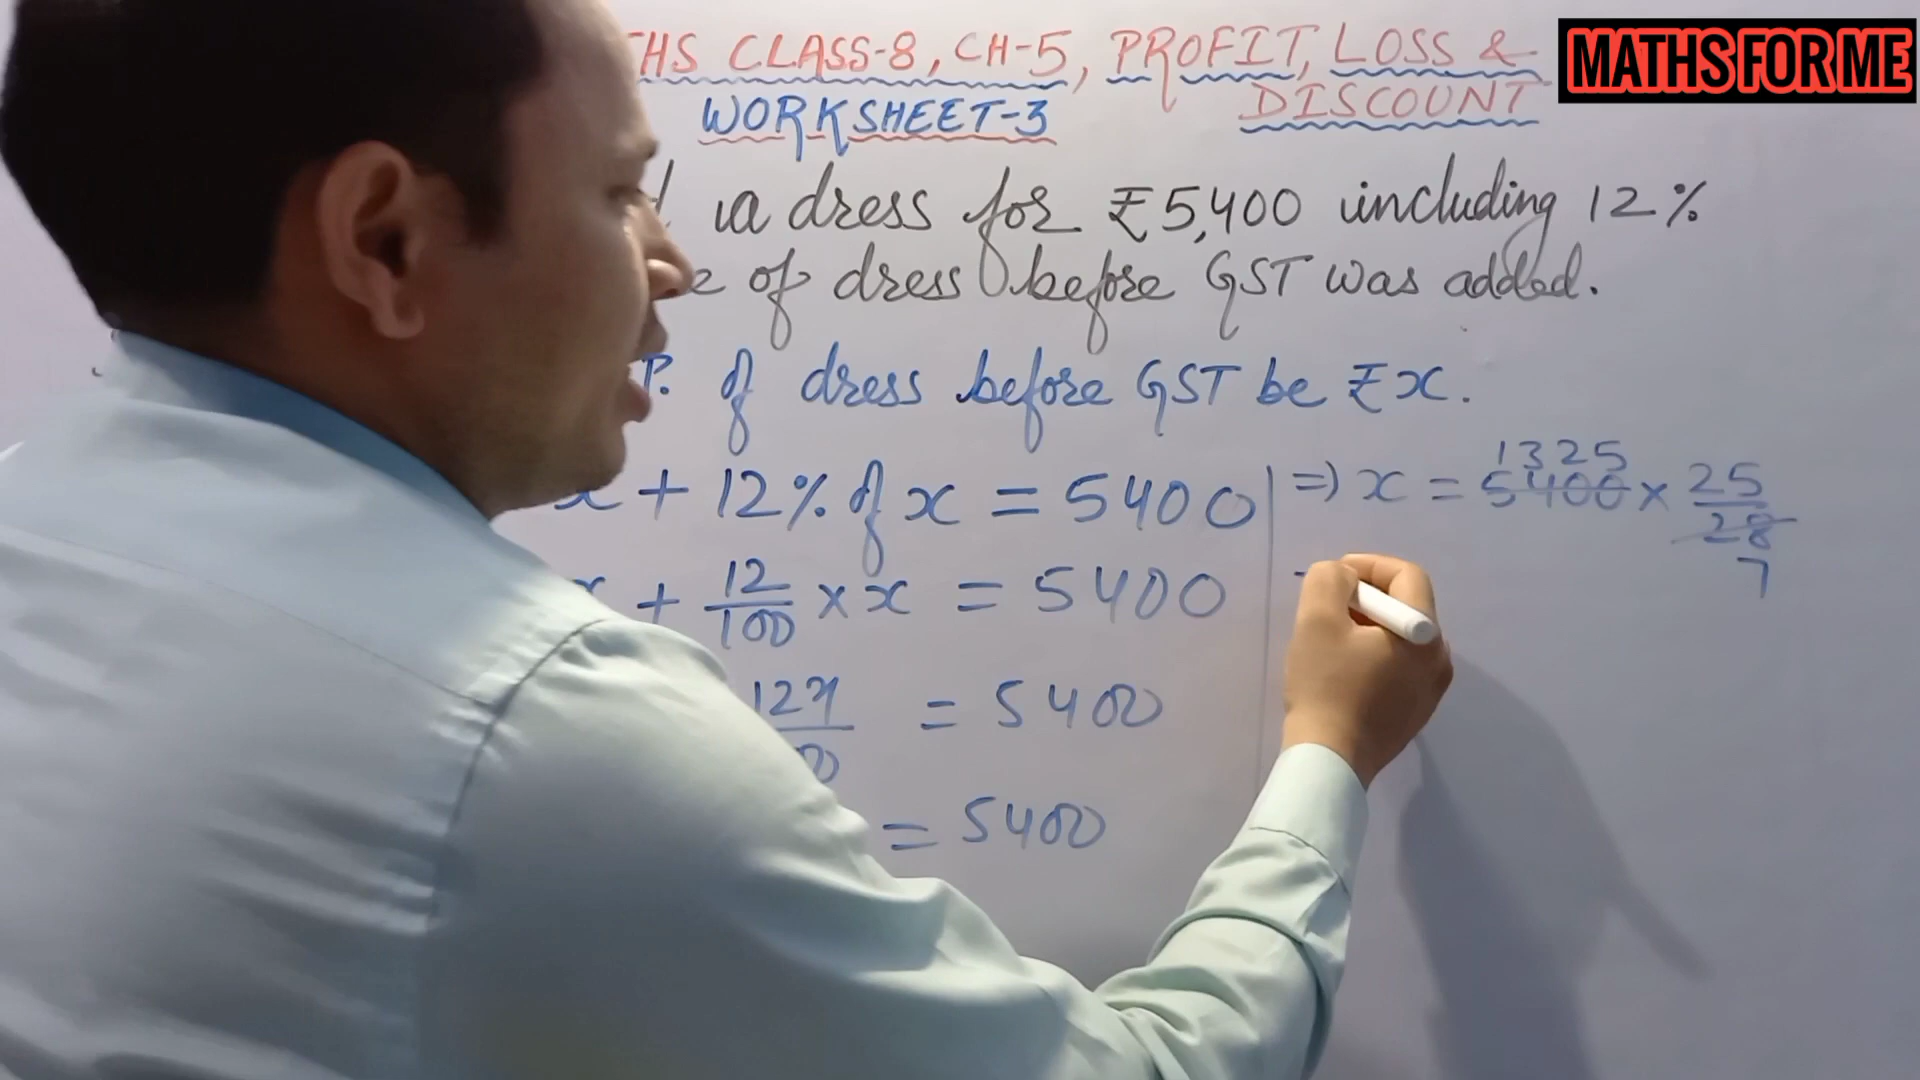 MATHS FOR ME
THS CLASS-8, CH-5, PROFIT, LOSS &
DISCOUNT
WORKSHEET-3
a dress for ₹5,400 including 12%
of dress before GST was added.
P. of dress before GST be ₹x.
x + 12% of x = 5400
x + 12/100 × x = 5400
12x = 5400
= 5400
⇒ x = 5400 × 25/28
1325
7